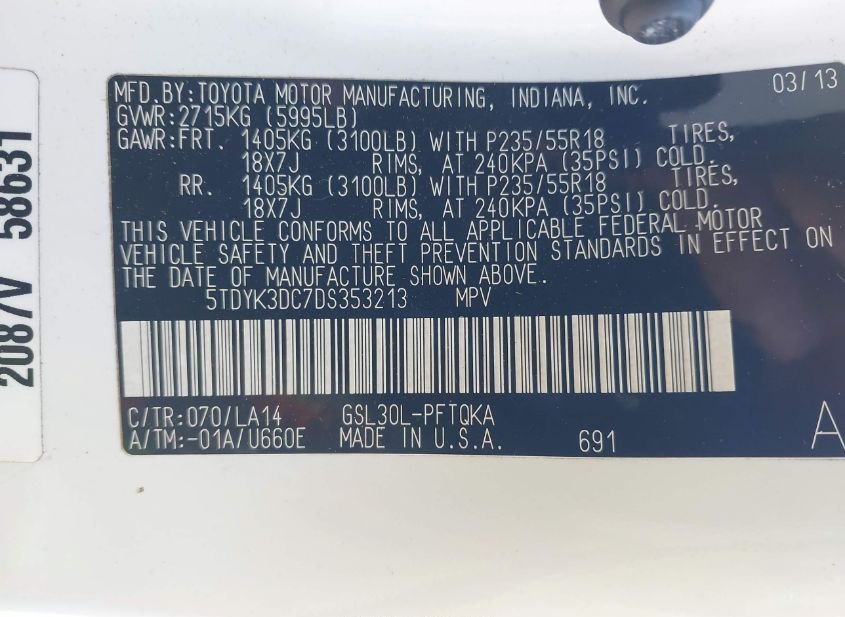 MFD.BY:TOYOTA MOTOR MANUFACTURING, INDIANA, INC. 03/13
GVWR:2715KG (5995LB)
GAWR:FRT. 1405KG (3100LB) WITH P235/55R18 TIRES,
18X7J RIMS, AT 240KPA (35PSI) COLD.
RR. 1405KG (3100LB) WITH P235/55R18 TIRES,
18X7J RIMS, AT 240KPA (35PSI) COLD.
THIS VEHICLE CONFORMS TO ALL APPLICABLE FEDERAL MOTOR
VEHICLE SAFETY AND THEFT PREVENTION STANDARDS IN EFFECT ON
THE DATE OF MANUFACTURE SHOWN ABOVE.
5TDYK3DC7DS353213 MPV
C/TR:070/LA14 GSL30L-PFTQKA
A/TM:-01A/U660E MADE IN U.S.A. 691
A
2087V 58631